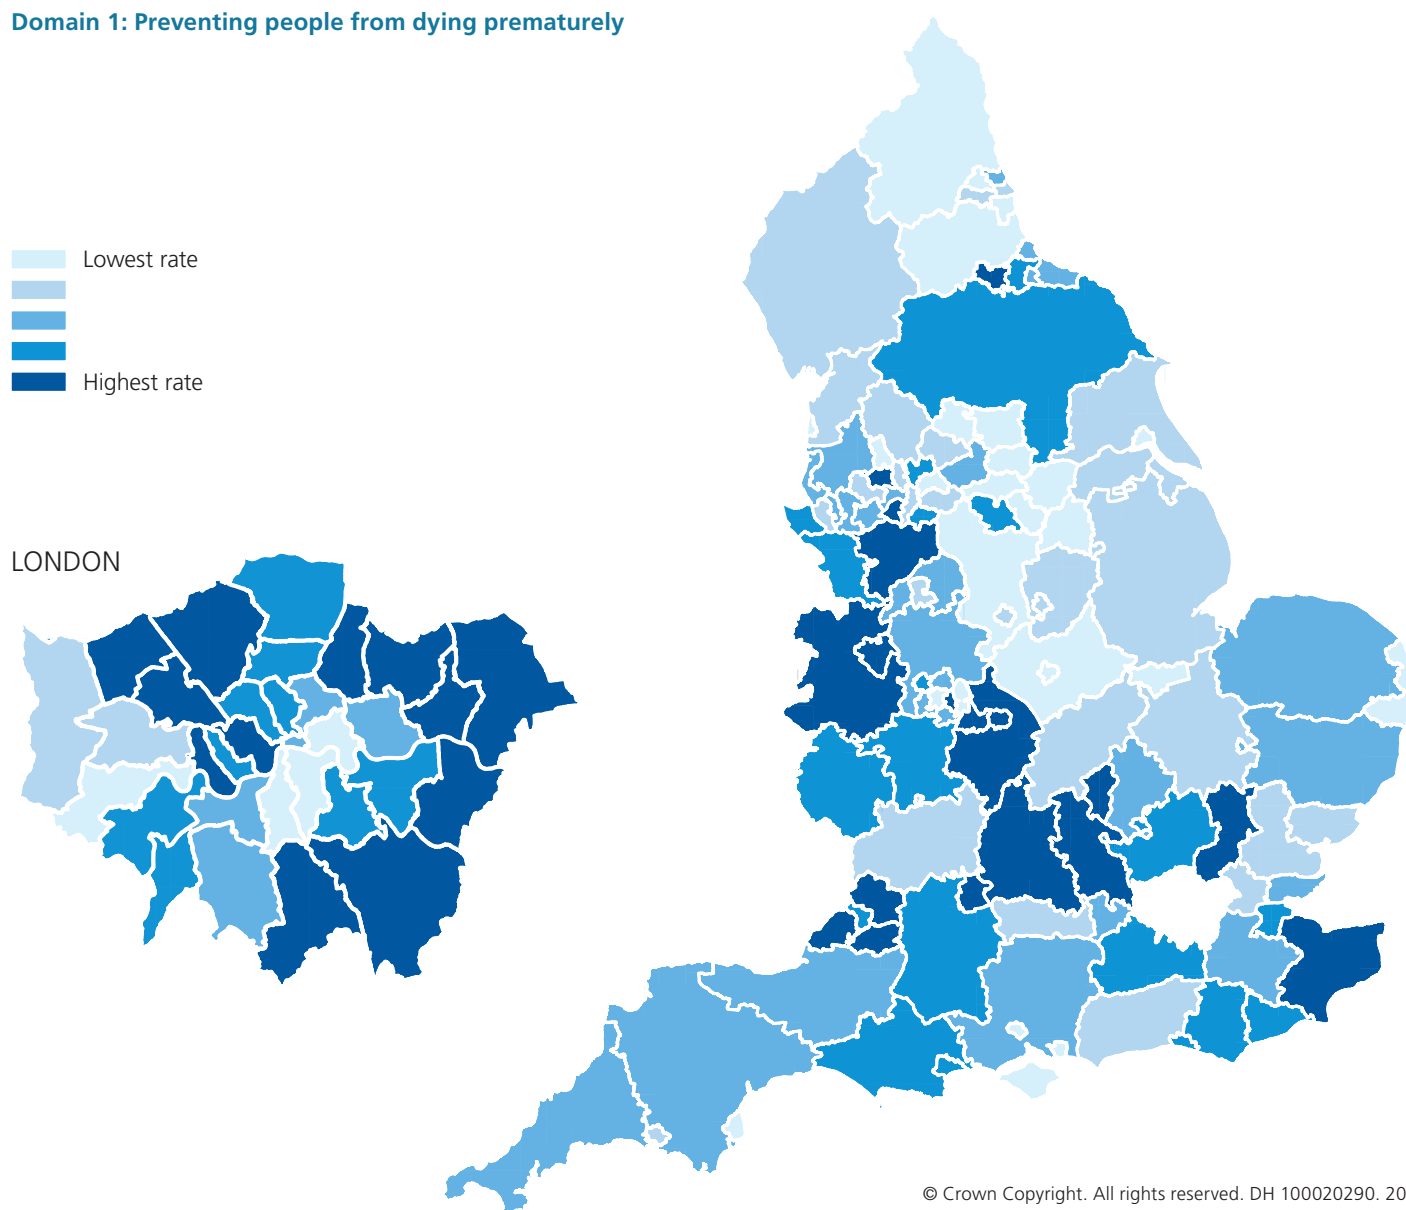 Domain 1: Preventing people from dying prematurely
Lowest rate
Highest rate
LONDON
© Crown Copyright. All rights reserved. DH 100020290. 20